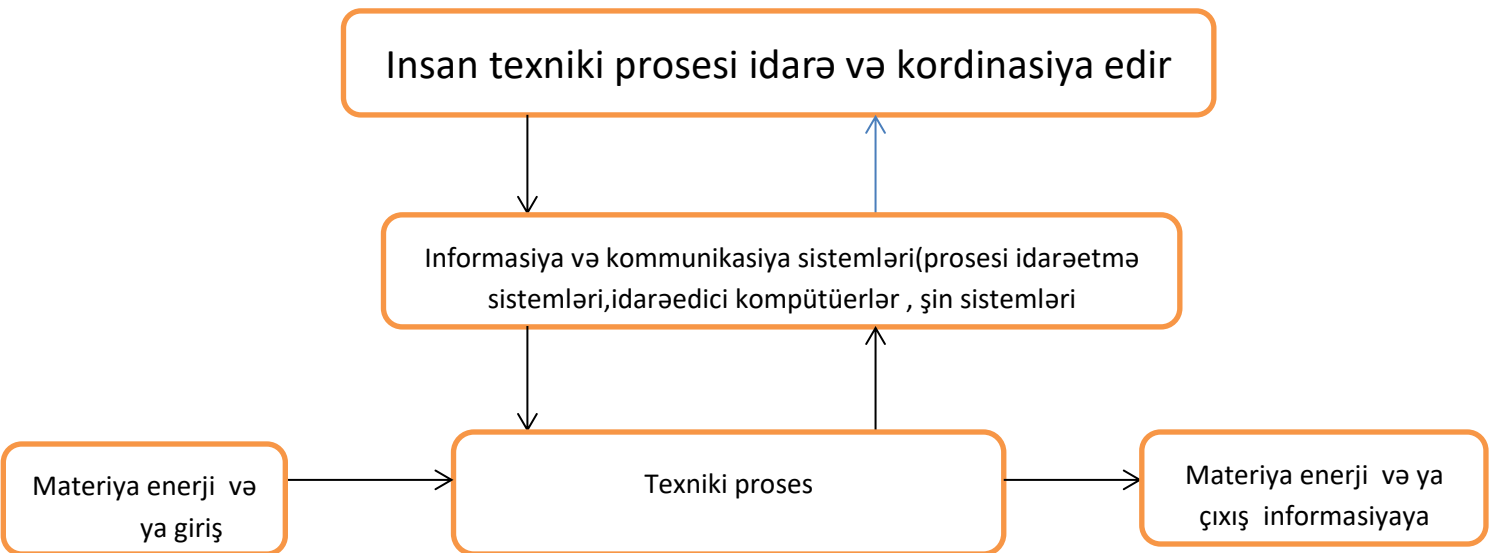 Insan texniki prosesi idarə və kordinasiya edir
Informasiya və kommunikasiya sistemləri(prosesi idarəetmə
sistemləri,idarəedici kompütüerlər , şin sistemləri
Materiya enerji  və
ya giriş
Texniki proses
Materiya enerji  və ya
çıxış  informasiyaya